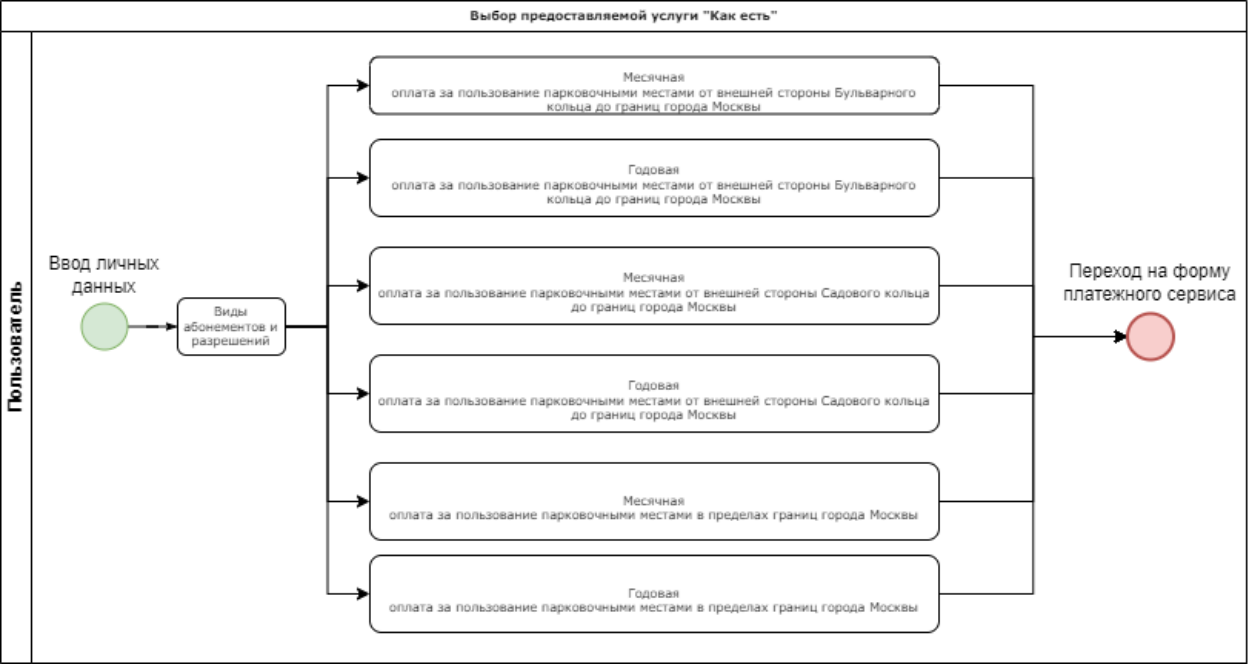 Выбор предоставляемой услуги "Как есть"
Пользователь
Ввод личных
данных
Виды
абонементов и
разрешений
Месячная
оплата за пользование парковочными местами от внешней стороны Бульварного
кольца до границ города Москвы
Годовая
оплата за пользование парковочными местами от внешней стороны Бульварного
кольца до границ города Москвы
Месячная
оплата за пользование парковочными местами от внешней стороны Садового кольца
до границ города Москвы
Годовая
оплата за пользование парковочными местами от внешней стороны Садового кольца
до границ города Москвы
Месячная
оплата за пользование парковочными местами в пределах границ города Москвы
Годовая
оплата за пользование парковочными местами в пределах границ города Москвы
Переход на форму
платежного сервиса